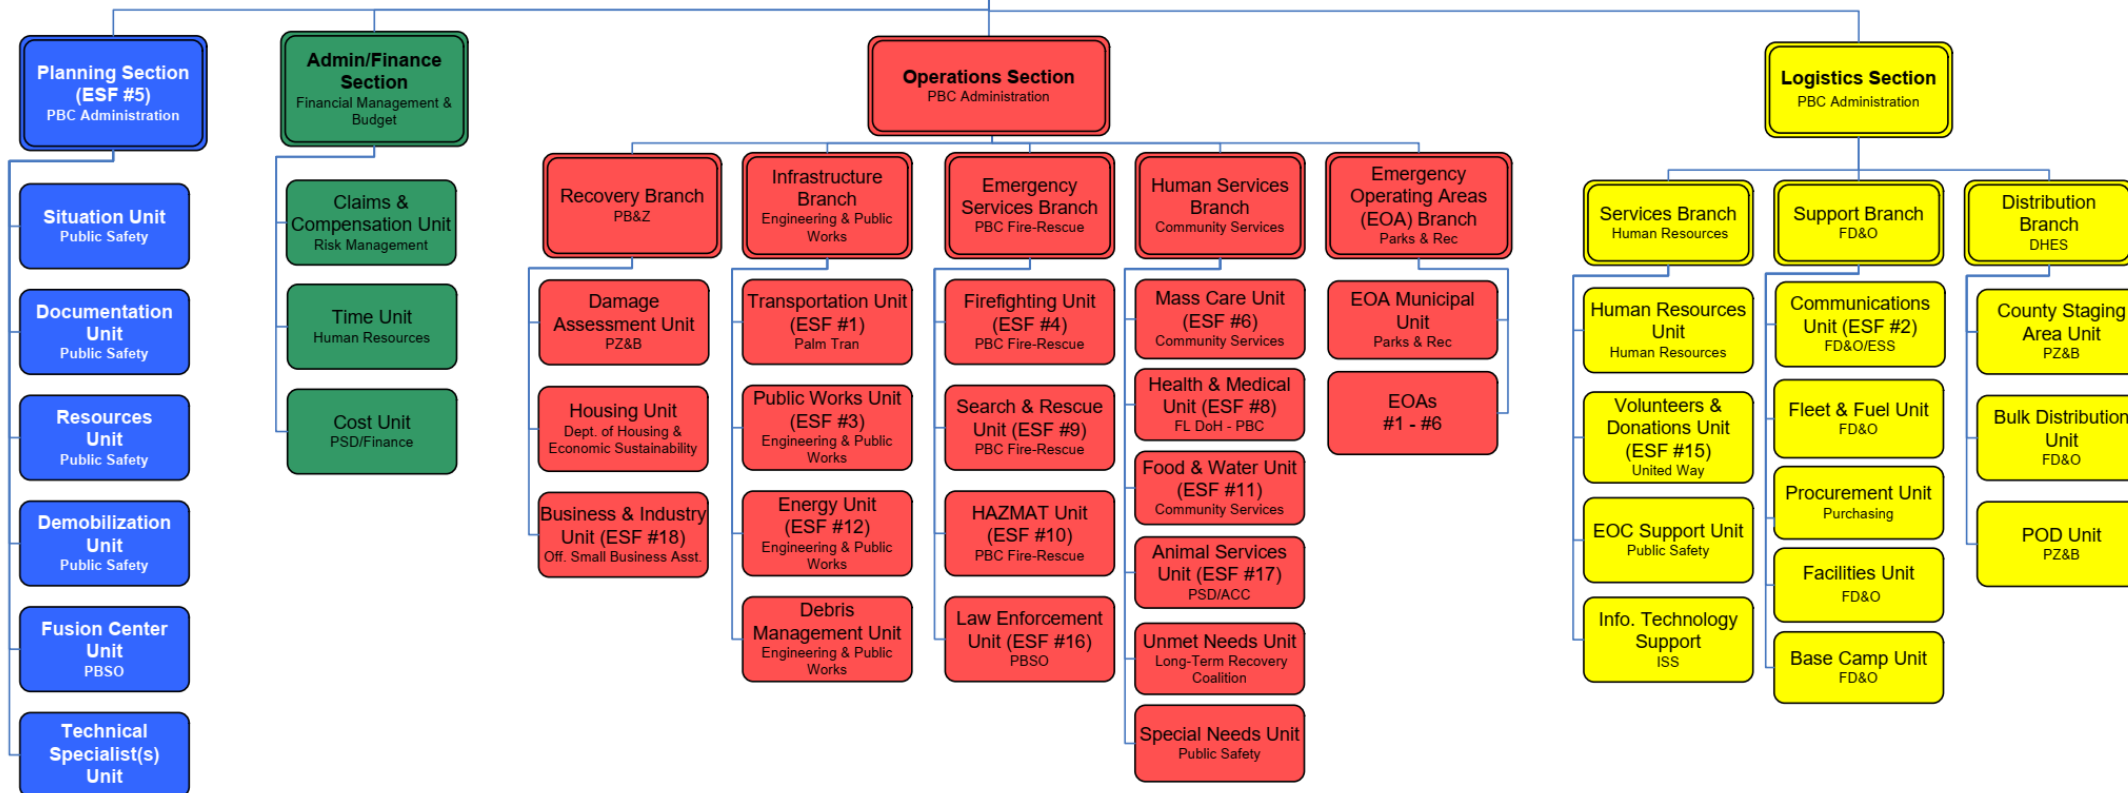 Planning Section
(ESF #5)
PBC Administration
Situation Unit
Public Safety
Documentation
Unit
Public Safety
Resources
Unit
Public Safety
Demobilization
Unit
Public Safety
Fusion Center
Unit
PBSO
Technical
Specialist(s)
Unit
Admin/Finance
Section
Financial Management &
Budget
Claims &
Compensation Unit
Risk Management
Time Unit
Human Resources
Cost Unit
PSD/Finance
Operations Section
PBC Administration
Recovery Branch
PB&Z
Damage
Assessment Unit
PZ&B
Housing Unit
Dept. of Housing &
Economic Sustainability
Business & Industry
Unit (ESF #18)
Off. Small Business Asst.
Infrastructure
Branch
Engineering & Public
Works
Transportation Unit
(ESF #1)
Palm Tran
Public Works Unit
(ESF #3)
Engineering & Public
Works
Energy Unit
(ESF #12)
Engineering & Public
Works
Debris
Management Unit
Engineering & Public
Works
Emergency
Services Branch
PBC Fire-Rescue
Firefighting Unit
(ESF #4)
PBC Fire-Rescue
Search & Rescue
Unit (ESF #9)
PBC Fire-Rescue
HAZMAT Unit
(ESF #10)
PBC Fire-Rescue
Law Enforcement
Unit (ESF #16)
PBSO
Human Services
Branch
Community Services
Mass Care Unit
(ESF #6)
Community Services
Health & Medical
Unit (ESF #8)
FL DoH - PBC
Food & Water Unit
(ESF #11)
Community Services
Animal Services
Unit (ESF #17)
PSD/ACC
Unmet Needs Unit
Long-Term Recovery
Coalition
Special Needs Unit
Public Safety
Emergency
Operating Areas
(EOA) Branch
Parks & Rec
EOA Municipal
Unit
Parks & Rec
EOAs
#1 - #6
Logistics Section
PBC Administration
Services Branch
Human Resources
Human Resources
Unit
Human Resources
Volunteers &
Donations Unit
(ESF #15)
United Way
EOC Support Unit
Public Safety
Info. Technology
Support
ISS
Support Branch
FD&O
Communications
Unit (ESF #2)
FD&O/ESS
Fleet & Fuel Unit
FD&O
Procurement Unit
Purchasing
Facilities Unit
FD&O
Base Camp Unit
FD&O
Distribution
Branch
DHES
County Staging
Area Unit
PZ&B
Bulk Distribution
Unit
FD&O
POD Unit
PZ&B